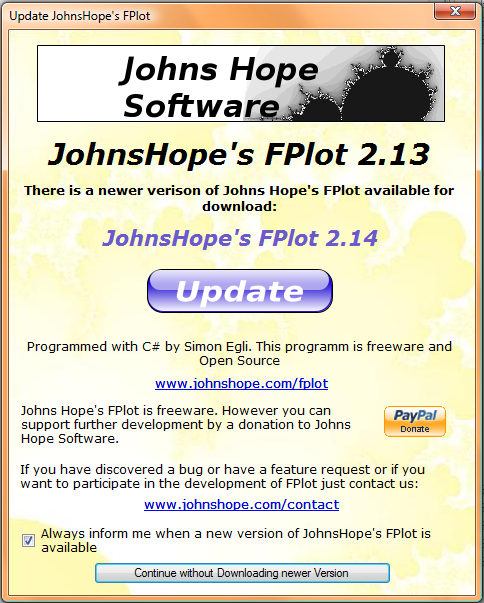 Update JohnsHope's FPlot
Johns Hope
Software
JohnsHope's FPlot 2.13
There is a newer verison of Johns Hope's FPlot available for
download:
JohnsHope's FPlot 2.14
Update
Programmed with C# by Simon Egli. This programm is freeware and
Open Source
www.johnshope.com/fplot
Johns Hope's FPlot is freeware. However you can
support further development by a donation to Johns
Hope Software.
PayPal
Donate
If you have discovered a bug or have a feature request or if you
want to participate in the development of FPlot just contact us:
www.johnshope.com/contact
Always inform me when a new version of JohnsHope's FPlot is
available
Continue without Downloading newer Version